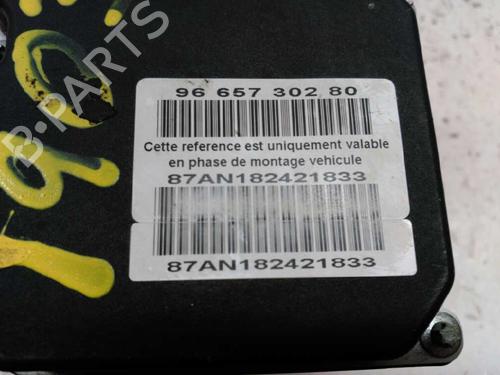 B-PARTS
96 657 302 80
Cette reference est uniquement valable
en phase de montage vehicule
87AN182421833
87AN182421833